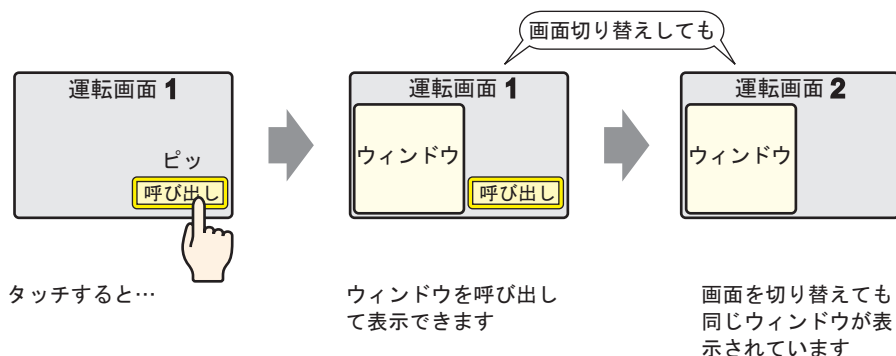 画面切り替えしても
運転画面 1
ピッ
呼び出し
タッチすると…
運転画面 1
ウィンドウ
呼び出し
ウィンドウを呼び出し
て表示できます
運転画面 2
ウィンドウ
画面を切り替えても
同じウィンドウが表
示されています